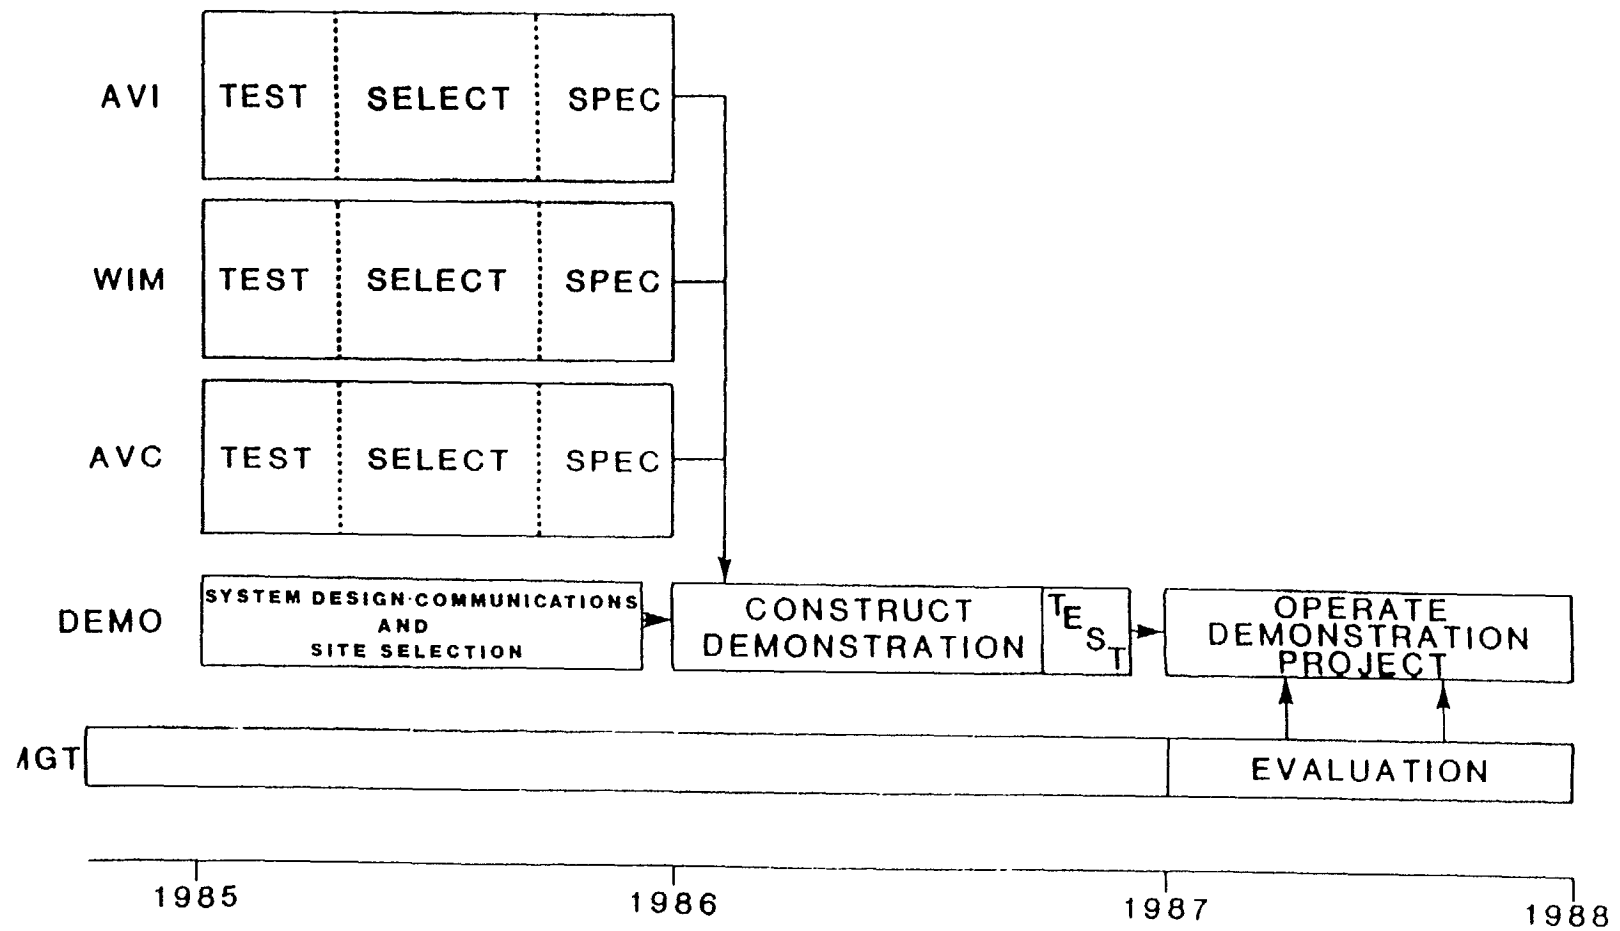 AVI TEST SELECT SPEC
WIM TEST SELECT SPEC
AVC TEST SELECT SPEC
DEMO
SYSTEM DESIGN·COMMUNICATIONS
AND
SITE SELECTION
CONSTRUCT
DEMONSTRATION
TEST
OPERATE
DEMONSTRATION
PROJECT
EVALUATION
1985 1986 1987 1988